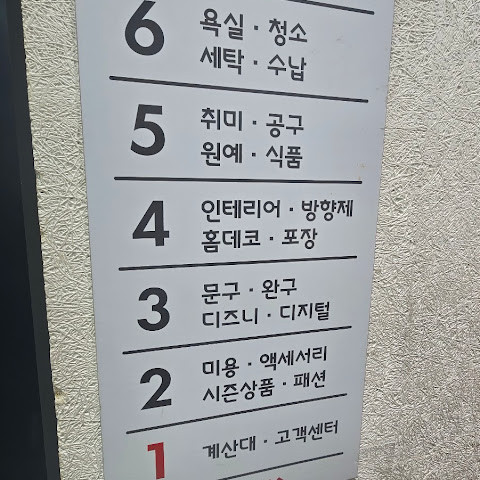 6 욕실 · 청소
세탁 · 수납
5 취미 · 공구
원예 · 식품
4 인테리어 · 방향제
홈데코 · 포장
3 문구 · 완구
디즈니 · 디지털
2 미용 · 액세서리
시즌상품 · 패션
1 계산대 · 고객센터